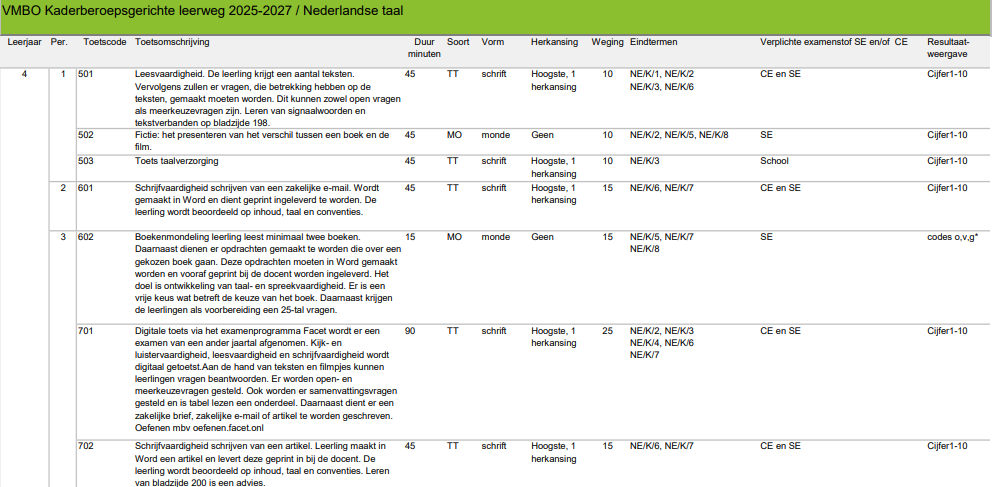 VMBO Kaderberoepsgerichte leerweg 2025-2027 / Nederlandse taal
Leerjaar Per. Toetscode Toetsomschrijving Duur minuten Soort Vorm Herkansing Weging Eindtermen Verplichte examenstof SE en/of CE Resultaat-weergave
4 1 501 Leesvaardigheid. De leerling krijgt een aantal teksten. 45 TT schrift Hoogste, 1 10 NE/K/1, NE/K/2 CE en SE Cijfer1-10
Vervolgens zullen er vragen, die betrekking hebben op de herkansing NE/K/3, NE/K/6
teksten, gemaakt moeten worden. Dit kunnen zowel open vragen
als meerkeuzevragen zijn. Leren van signaalwoorden en
tekstverbanden op bladzijde 198.
502 Fictie: het presenteren van het verschil tussen een boek en de 45 MO monde Geen 10 NE/K/2, NE/K/5, NE/K/8 SE Cijfer1-10
film.
503 Toets taalverzorging 45 TT schrift Hoogste, 1 10 NE/K/3 School Cijfer1-10
herkansing
2 601 Schrijfvaardigheid schrijven van een zakelijke e-mail. Wordt 45 TT schrift Hoogste, 1 15 NE/K/6, NE/K/7 CE en SE Cijfer1-10
gemaakt in Word en dient geprint ingeleverd te worden. De herkansing
leerling wordt beoordeeld op inhoud, taal en conventies.
3 602 Boekenmondeling leerling leest minimaal twee boeken. 15 MO monde Geen 15 NE/K/5, NE/K/7 SE codes o,v,g*
Daarnaast dienen er opdrachten gemaakt te worden die over een NE/K/8
gekozen boek gaan. Deze opdrachten moeten in Word gemaakt
worden en vooraf geprint bij de docent worden ingeleverd. Het
doel is ontwikkeling van taal- en spreekvaardigheid. Er is een
vrije keus wat betreft de keuze van het boek. Daarnaast krijgen
de leerlingen als voorbereiding een 25-tal vragen.
701 Digitale toets via het examenprogramma Facet wordt er een 90 TT schrift Hoogste, 1 25 NE/K/2, NE/K/3 CE en SE Cijfer1-10
examen van een ander jaartal afgenomen. Kijk- en herkansing NE/K/4, NE/K/6
luistervaardigheid, leesvaardigheid en schrijfvaardigheid wordt NE/K/7
digitaal getoetst.Aan de hand van teksten en filmpjes kunnen
leerlingen vragen beantwoorden. Er worden open- en
meerkeuzevragen gesteld. Ook worden er samenvattingsvragen
gesteld en is tabel lezen een onderdeel. Daarnaast dient er een
zakelijke brief, zakelijke e-mail of artikel te worden geschreven.
Oefenen mbv oefenen.facet.onl
702 Schrijfvaardigheid schrijven van een artikel. Leerling maakt in 45 TT schrift Hoogste, 1 15 NE/K/6, NE/K/7 CE en SE Cijfer1-10
Word een artikel en levert deze geprint in bij de docent. De herkansing
leerling wordt beoordeeld op inhoud, taal en conventies. Leren
van bladzijde 200 is een advies.